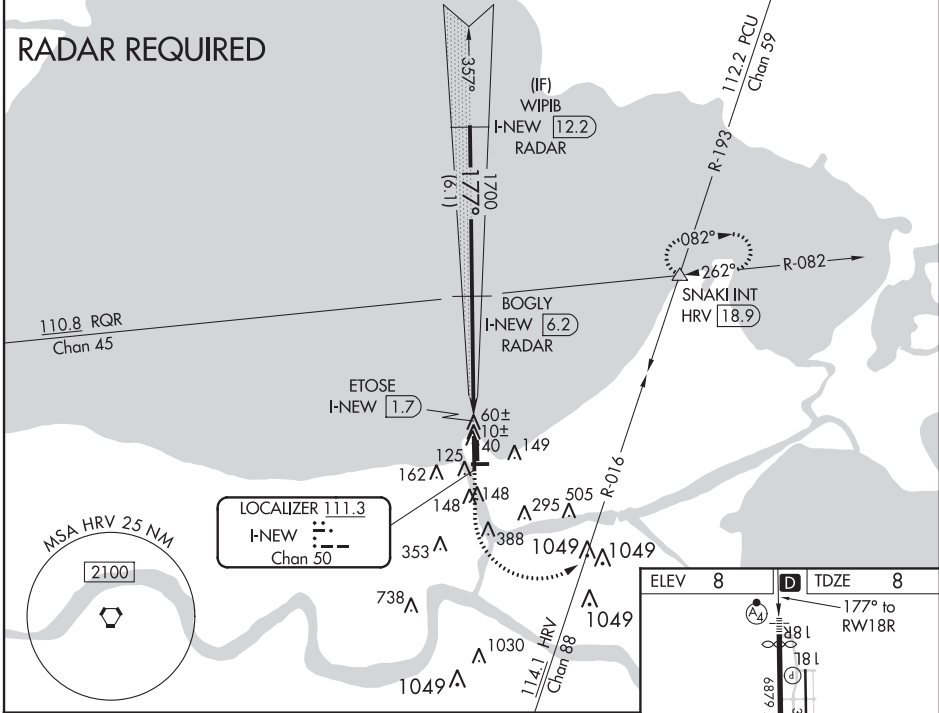 RADAR REQUIRED
357°
(IF)
WIPIB
I-NEW 12.2
RADAR
112.2 PCU
Chan 59
R-193
1700
177°
(6.1)
082°
262°
R-082
SNAKI INT
HRV 18.9
BOGLY
I-NEW 6.2
RADAR
110.8 RQR
Chan 45
ETOSE
I-NEW 1.7
60±
10±
40
149
125
162
148
148
R-016
295
505
388
353
1049
1049
1049
738
1030
1049
LOCALIZER 111.3
I-NEW
Chan 50
MSA HRV 25 NM
2100
114.1 HRV
Chan 88
ELEV 8
D
TDZE 8
177° to
RW18R
A4
18R
18L
P
6879
3